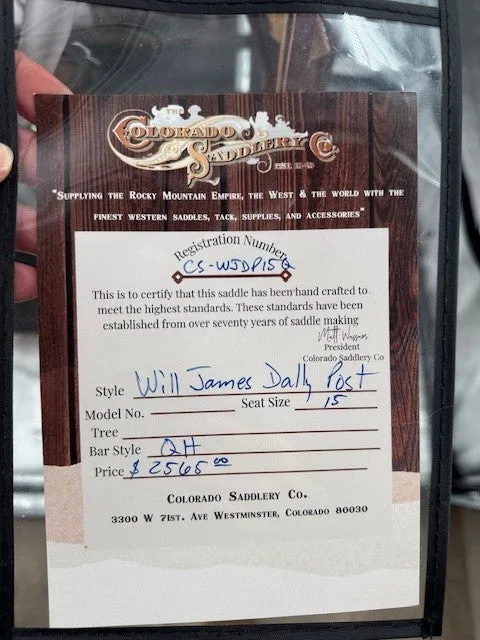 THE
COLORADO
SADDLERY CO.
EST. 1945
"SUPPLYING THE ROCKY MOUNTAIN EMPIRE, THE WEST & THE WORLD WITH THE
FINEST WESTERN SADDLES, TACK, SUPPLIES, AND ACCESSORIES"
Registration Number
CS-WJDP15Q
This is to certify that this saddle has been hand crafted to
meet the highest standards. These standards have been
established from over seventy years of saddle making
President
Colorado Saddlery Co
Style Will James Dally Post
Model No. Seat Size 15
Tree
Bar Style QH
Price $2565.00
COLORADO SADDLERY CO.
3300 W 71ST. AVE WESTMINSTER, COLORADO 80030